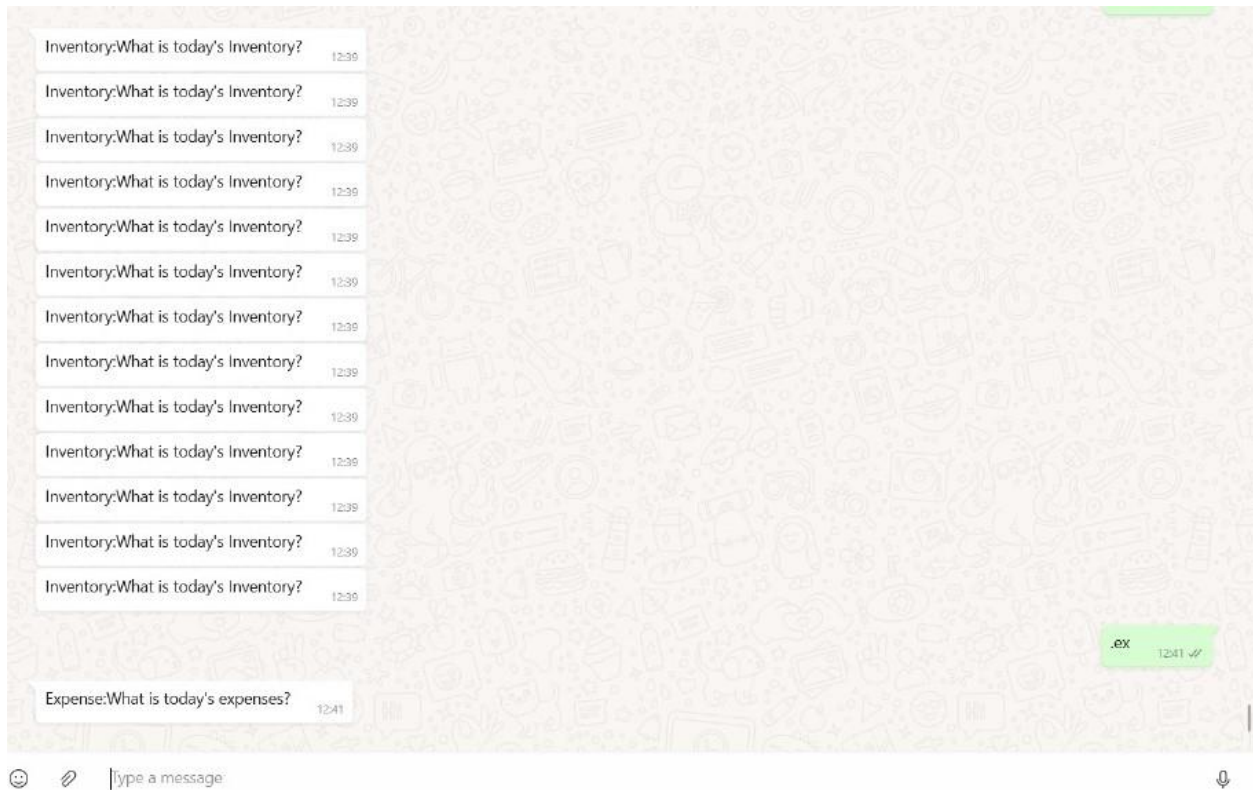 Inventory:What is today's Inventory?
12:39
Inventory:What is today's Inventory?
12:39
Inventory:What is today's Inventory?
12:39
Inventory:What is today's Inventory?
12:39
Inventory:What is today's Inventory?
12:39
Inventory:What is today's Inventory?
12:39
Inventory:What is today's Inventory?
12:39
Inventory:What is today's Inventory?
12:39
Inventory:What is today's Inventory?
12:39
Inventory:What is today's Inventory?
12:39
Inventory:What is today's Inventory?
12:39
Inventory:What is today's Inventory?
12:39
Inventory:What is today's Inventory?
12:39
.ex
12:41
Expense:What is today's expenses?
12:41
Type a message